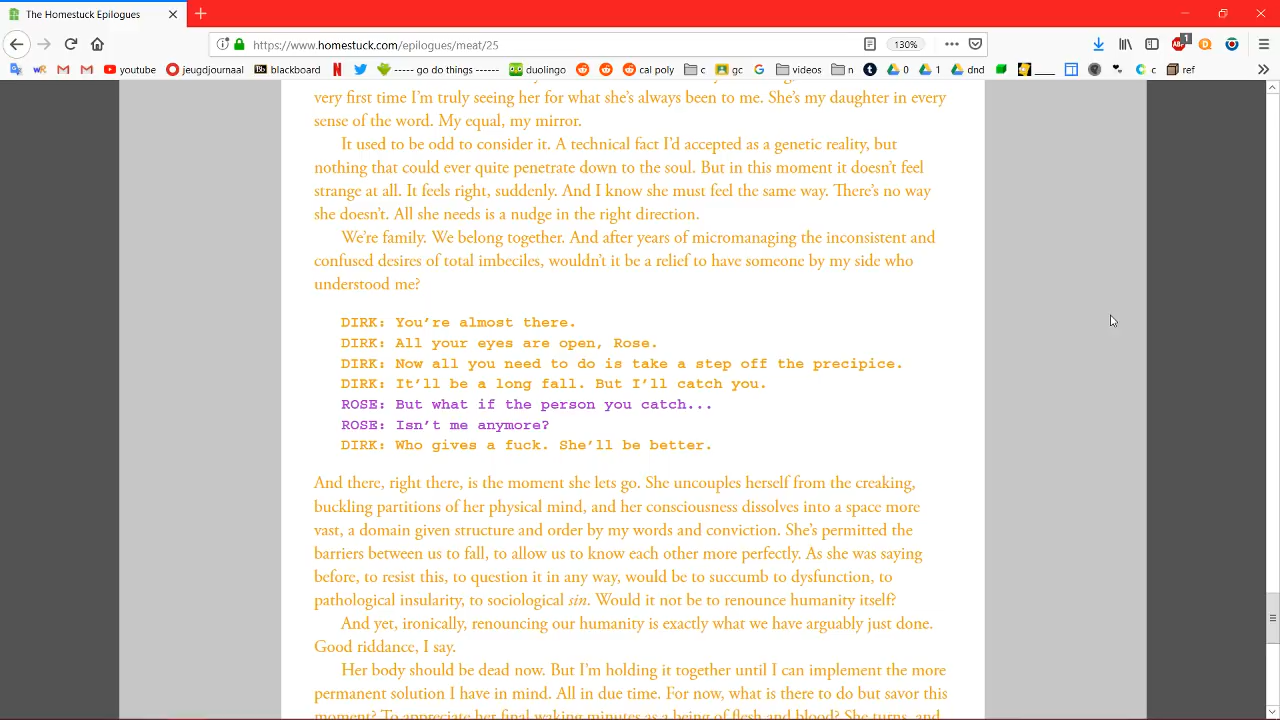 The Homestuck Epilogues
https://www.homestuck.com/epilogues/meat/25
130%
1
youtube
jeugdjournaal
blackboard
----- go do things ------
duolingo
cal poly
c
gc
videos
n
0
1
dnd
____
c
ref
very first time I'm truly seeing her for what she's always been to me. She's my daughter in every
sense of the word. My equal, my mirror.
It used to be odd to consider it. A technical fact I'd accepted as a genetic reality, but
nothing that could ever quite penetrate down to the soul. But in this moment it doesn't feel
strange at all. It feels right, suddenly. And I know she must feel the same way. There's no way
she doesn't. All she needs is a nudge in the right direction.
We're family. We belong together. And after years of micromanaging the inconsistent and
confused desires of total imbeciles, wouldn't it be a relief to have someone by my side who
understood me?
DIRK: You're almost there.
DIRK: All your eyes are open, Rose.
DIRK: Now all you need to do is take a step off the precipice.
DIRK: It'll be a long fall. But I'll catch you.
ROSE: But what if the person you catch...
ROSE: Isn't me anymore?
DIRK: Who gives a fuck. She'll be better.
And there, right there, is the moment she lets go. She uncouples herself from the creaking,
buckling partitions of her physical mind, and her consciousness dissolves into a space more
vast, a domain given structure and order by my words and conviction. She's permitted the
barriers between us to fall, to allow us to know each other more perfectly. As she was saying
before, to resist this, to question it in any way, would be to succumb to dysfunction, to
pathological insularity, to sociological sin. Would it not be to renounce humanity itself?
And yet, ironically, renouncing our humanity is exactly what we have arguably just done.
Good riddance, I say.
Her body should be dead now. But I'm holding it together until I can implement the more
permanent solution I have in mind. All in due time. For now, what is there to do but savor this
moment? To appreciate her final waking minutes as a being of flesh and blood? She turns, and